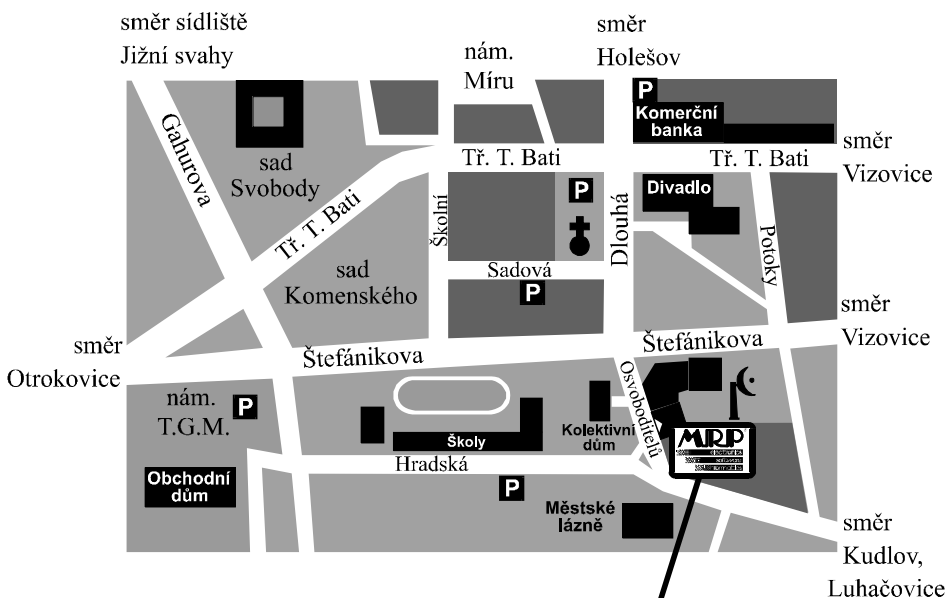 směr sídliště
Jižní svahy
směr
Holešov
nám.
Míru
P
Komerční
banka
směr
Vizovice
Gahurova
sad
Svobody
Tř. T. Bati
Tř. T. Bati
Tř. T. Bati
Školní
P
Dlouhá
Divadlo
Potoky
sad
Komenského
Sadová
P
směr
Vizovice
směr
Otrokovice
Štefánikova
Štefánikova
nám.
T.G.M.
P
Osvoboditelů
Kolektivní
dům
Školy
MRP
Hradská
Obchodní
dům
P
Městské
lázně
směr
Kudlov,
Luhačovice